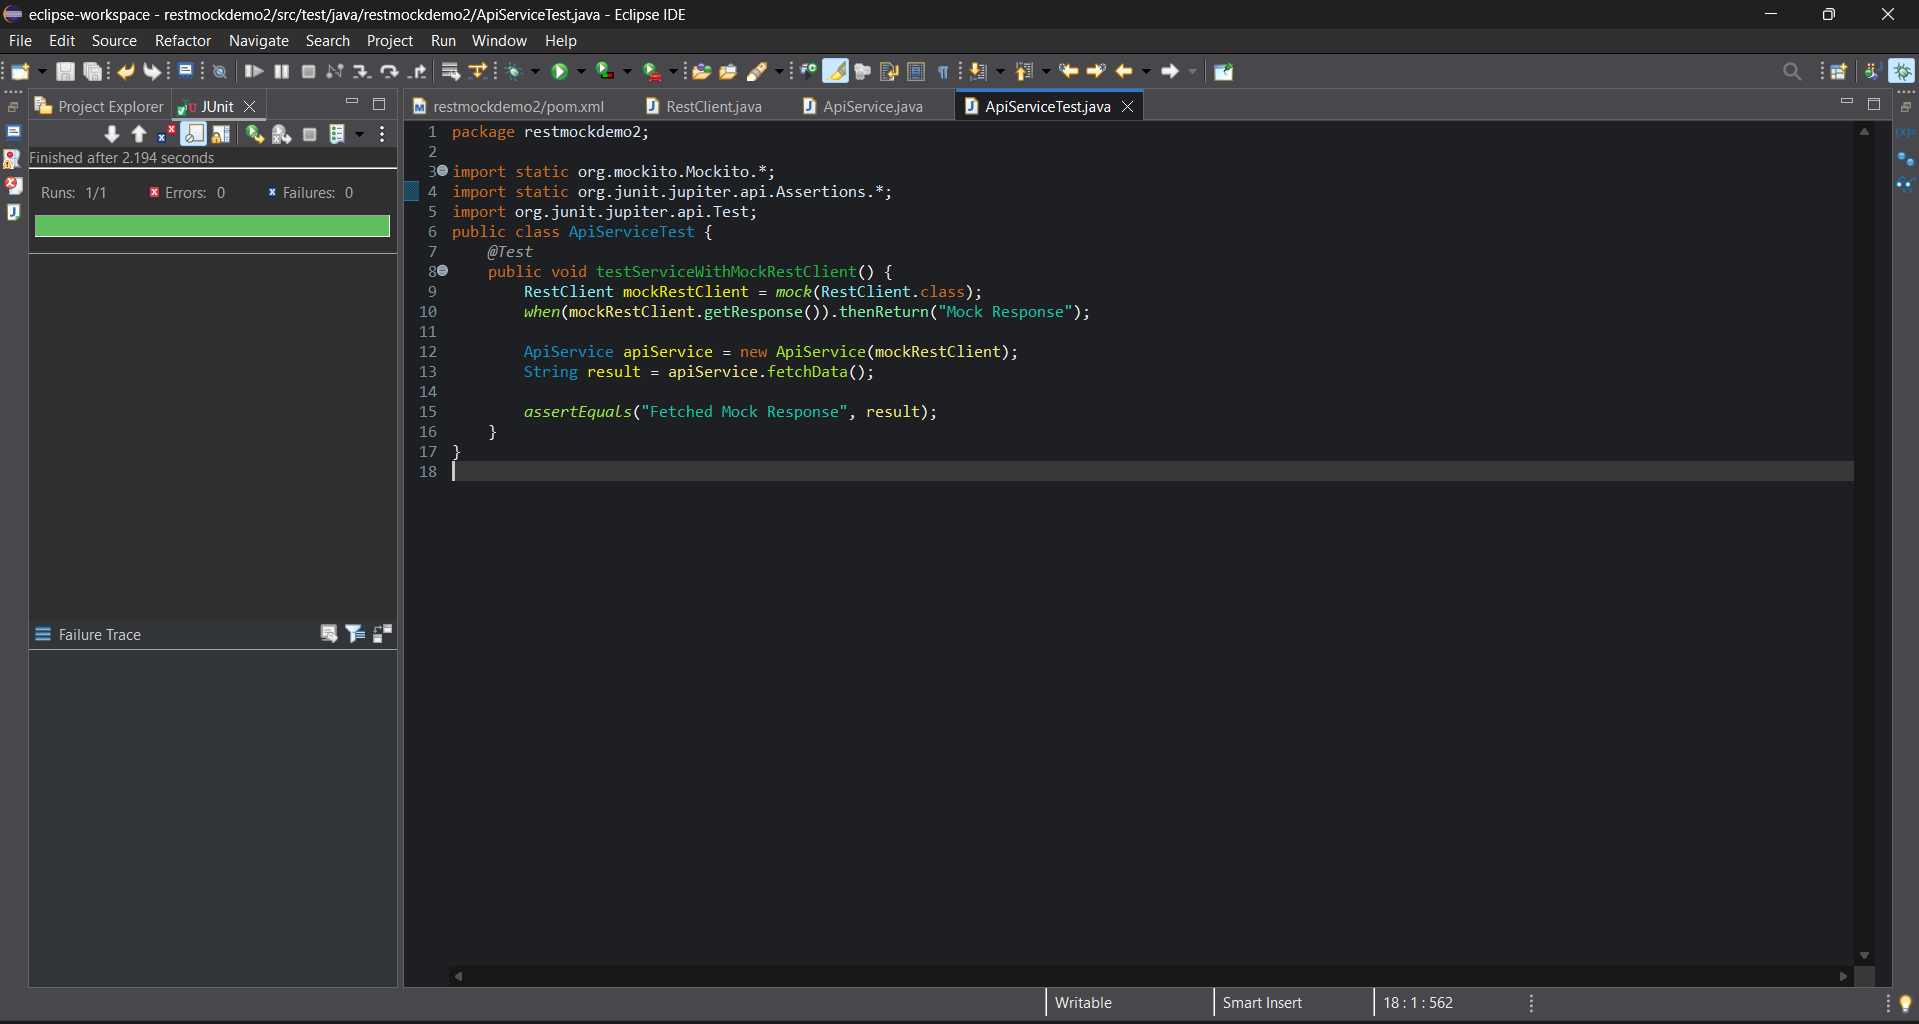 eclipse-workspace - restmockdemo2/src/test/java/restmockdemo2/ApiServiceTest.java - Eclipse IDE
File Edit Source Refactor Navigate Search Project Run Window Help
Project Explorer JUnit
restmockdemo2/pom.xml RestClient.java ApiService.java ApiServiceTest.java
Finished after 2.194 seconds
Runs: 1/1 Errors: 0 Failures: 0
Failure Trace
1 package restmockdemo2;
2
3 import static org.mockito.Mockito.*;
4 import static org.junit.jupiter.api.Assertions.*;
5 import org.junit.jupiter.api.Test;
6 public class ApiServiceTest {
7     @Test
8     public void testServiceWithMockRestClient() {
9         RestClient mockRestClient = mock(RestClient.class);
10         when(mockRestClient.getResponse()).thenReturn("Mock Response");
11
12         ApiService apiService = new ApiService(mockRestClient);
13         String result = apiService.fetchData();
14
15         assertEquals("Fetched Mock Response", result);
16     }
17 }
18
Writable Smart Insert 18 : 1 : 562